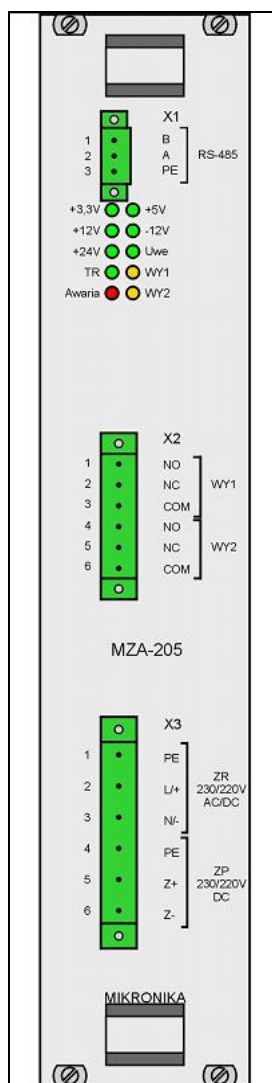 X1
1 B
2 A RS-485
3 PE
+3,3V +5V
+12V -12V
+24V Uwe
TR WY1
Awaria WY2
X2
1 NO
2 NC WY1
3 COM
4 NO
5 NC WY2
6 COM
MZA-205
X3
1 PE
2 L/+ ZR 230/220V AC/DC
3 N/-
4 PE
5 Z+ ZP 230/220V DC
6 Z-
MIKRONIKA